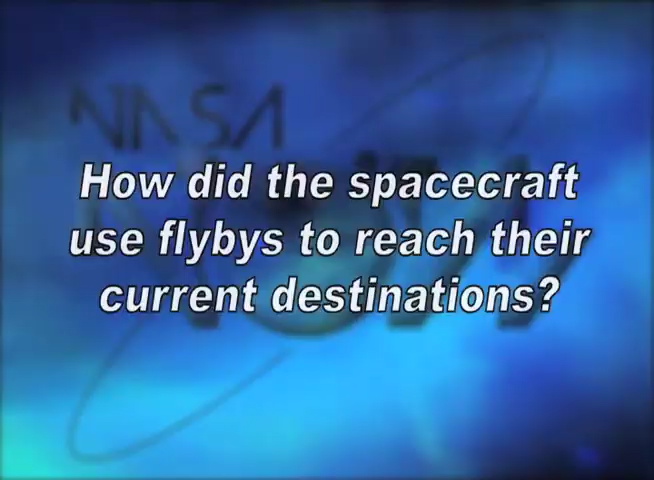 NASA
How did the spacecraft
use flybys to reach their
current destinations?